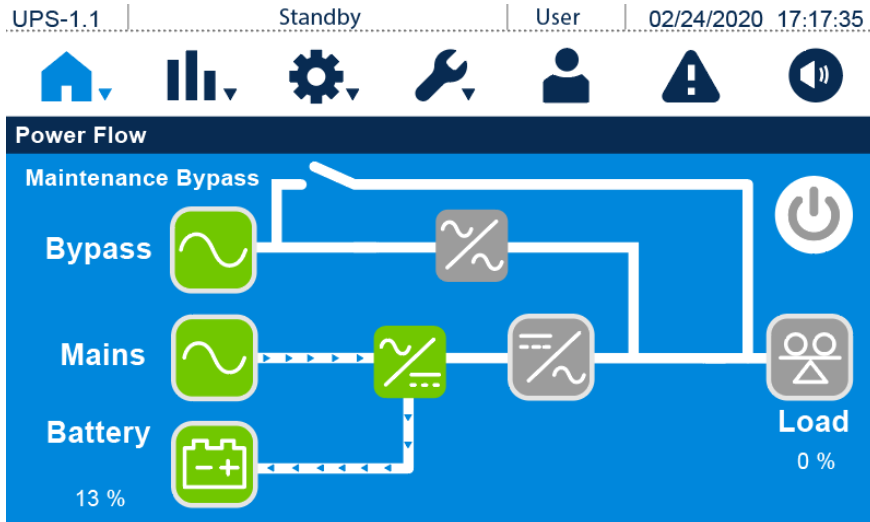 UPS-1.1 Standby User 02/24/2020 17:17:35
Power Flow
Maintenance Bypass
Bypass
Mains
Battery
13 %
Load
0 %